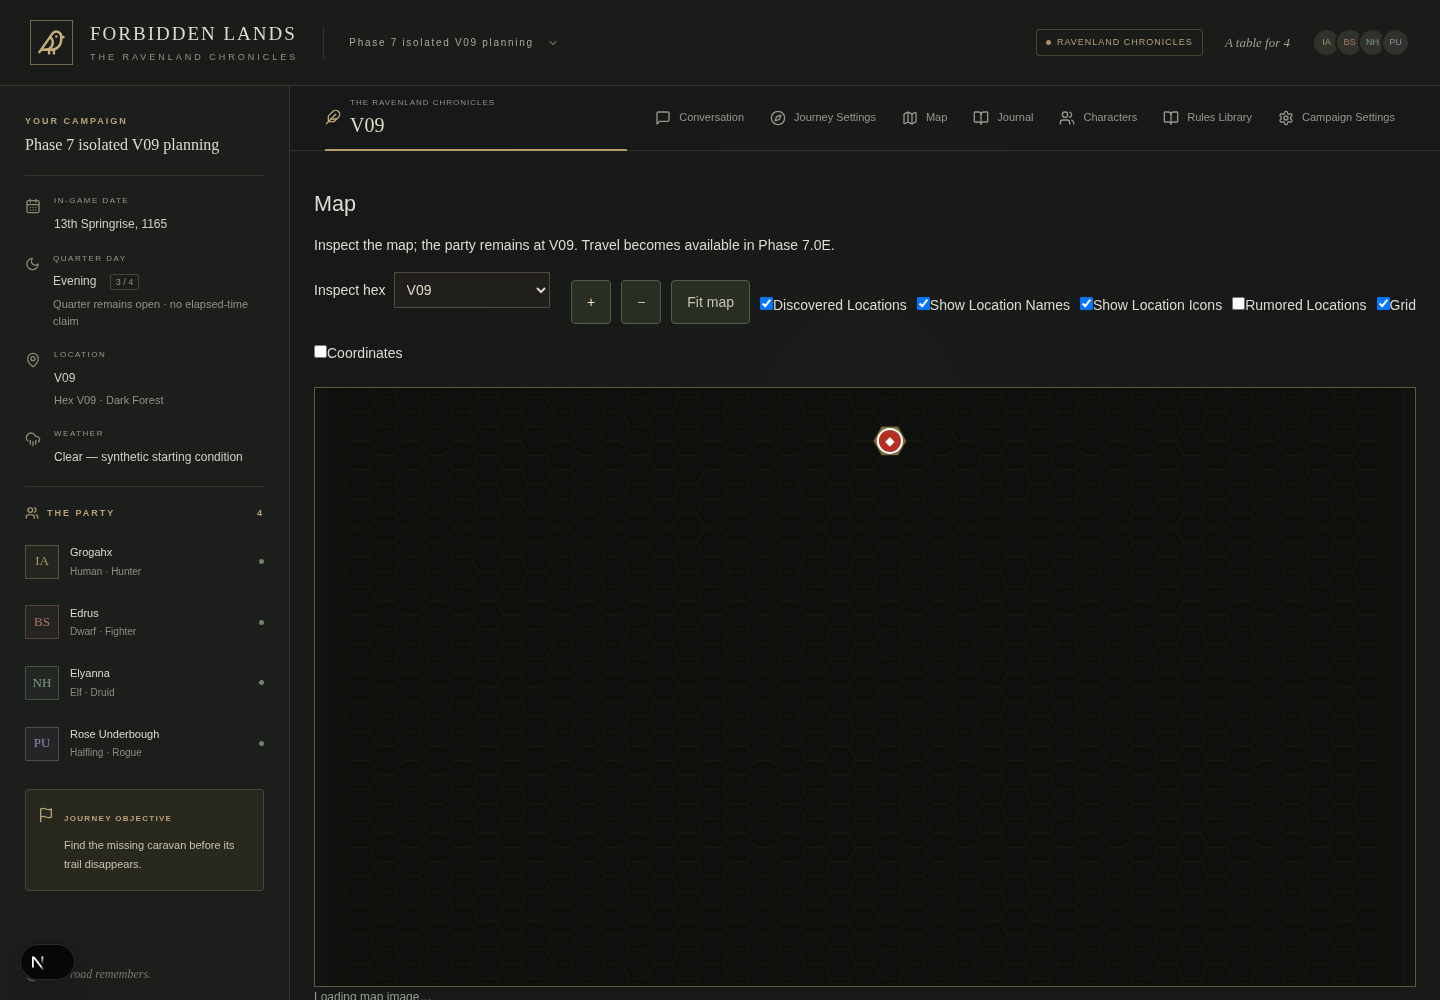 FORBIDDEN LANDS
THE RAVENLAND CHRONICLES
Phase 7 isolated V09 planning
RAVENLAND CHRONICLES
A table for 4
IA
BS
NH
PU
YOUR CAMPAIGN
Phase 7 isolated V09 planning
IN-GAME DATE
13th Springrise, 1165
QUARTER DAY
Evening 3 / 4
Quarter remains open · no elapsed-time
claim
LOCATION
V09
Hex V09 · Dark Forest
WEATHER
Clear — synthetic starting condition
THE PARTY 4
IA
Grogahx
Human · Hunter
BS
Edrus
Dwarf · Fighter
NH
Elyanna
Elf · Druid
PU
Rose Underbough
Halfling · Rogue
JOURNEY OBJECTIVE
Find the missing caravan before its
trail disappears.
N
road remembers.
THE RAVENLAND CHRONICLES
V09
Conversation
Journey Settings
Map
Journal
Characters
Rules Library
Campaign Settings
Map
Inspect the map; the party remains at V09. Travel becomes available in Phase 7.0E.
Inspect hex V09 + − Fit map Discovered Locations Show Location Names Show Location Icons Rumored Locations Grid
Coordinates
Loading map image…